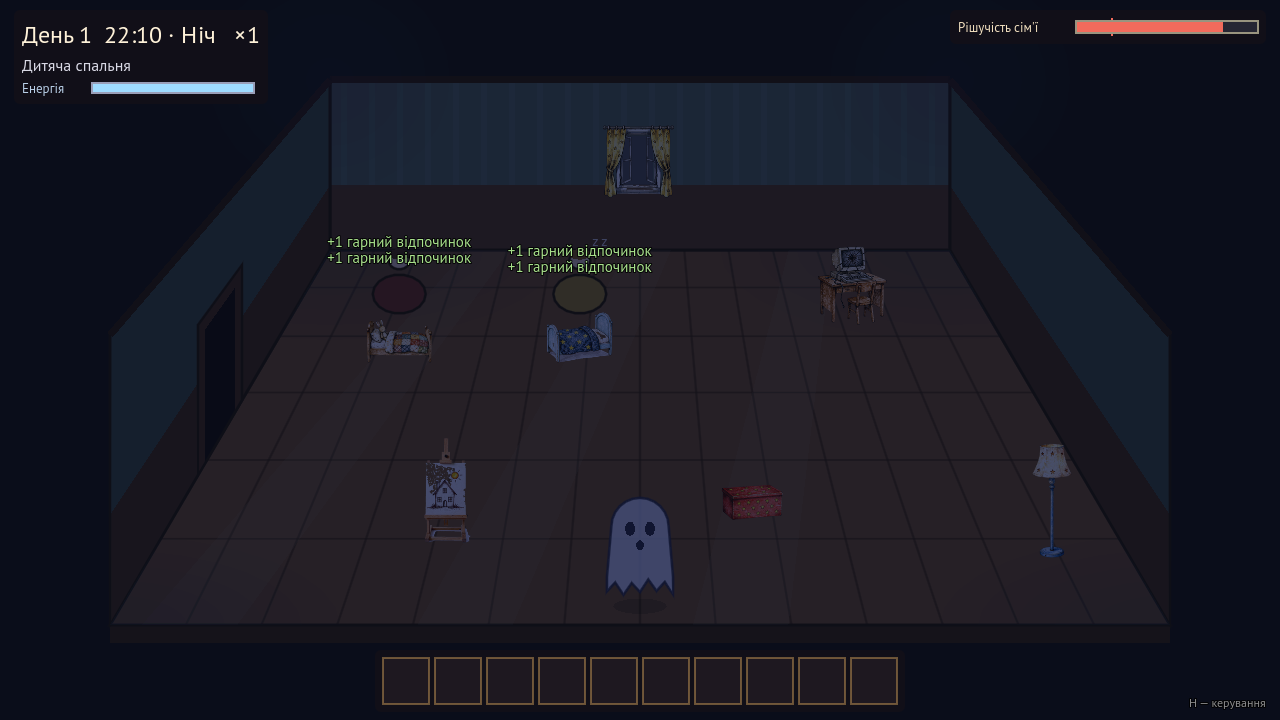 День 1 22:10 · Ніч ×1
Дитяча спальня
Енергія
Рішучість сім'ї
+1 гарний відпочинок
+1 гарний відпочинок
z z
+1 гарний відпочинок
+1 гарний відпочинок
H — керування